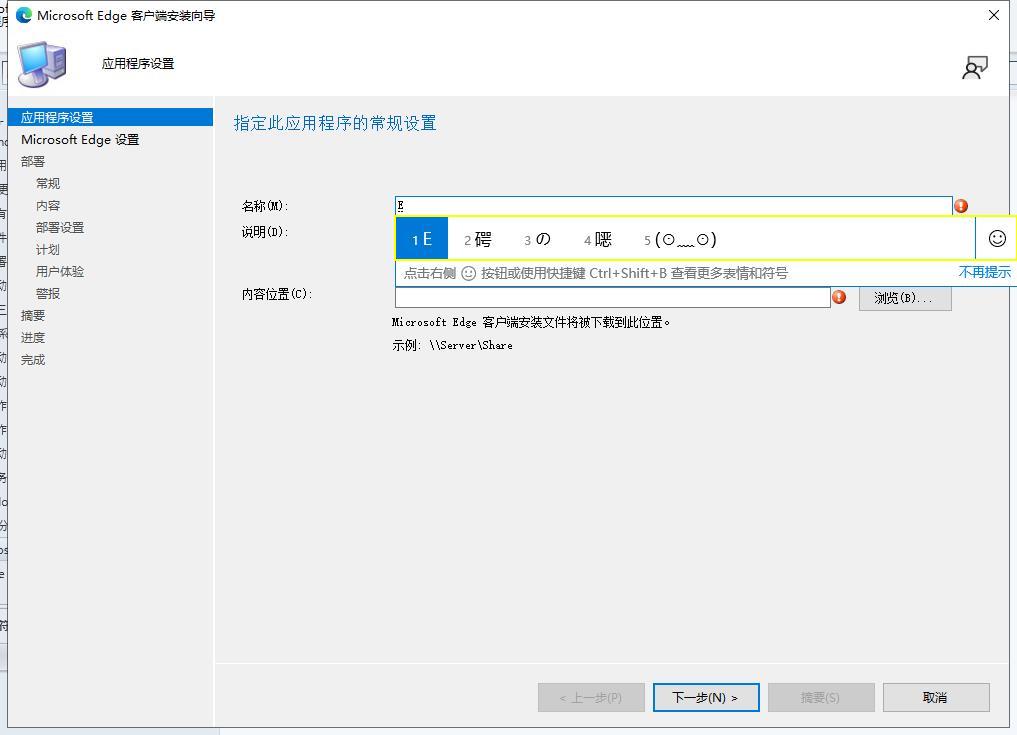 Microsoft Edge 客户端安装向导
应用程序设置
应用程序设置
Microsoft Edge 设置
部署
常规
内容
部署设置
计划
用户体验
警报
摘要
进度
完成
指定此应用程序的常规设置
名称(M):
E
说明(D):
1 E 2 碍 3 の 4 嗯 5 (⊙﹏⊙)
点击右侧 ☺ 按钮或使用快捷键 Ctrl+Shift+B 查看更多表情和符号 不再提示
内容位置(C):
浏览(B)...
Microsoft Edge 客户端安装文件将被下载到此位置。
示例: \\Server\Share
< 上一步(P) 下一步(N) > 摘要(S) 取消